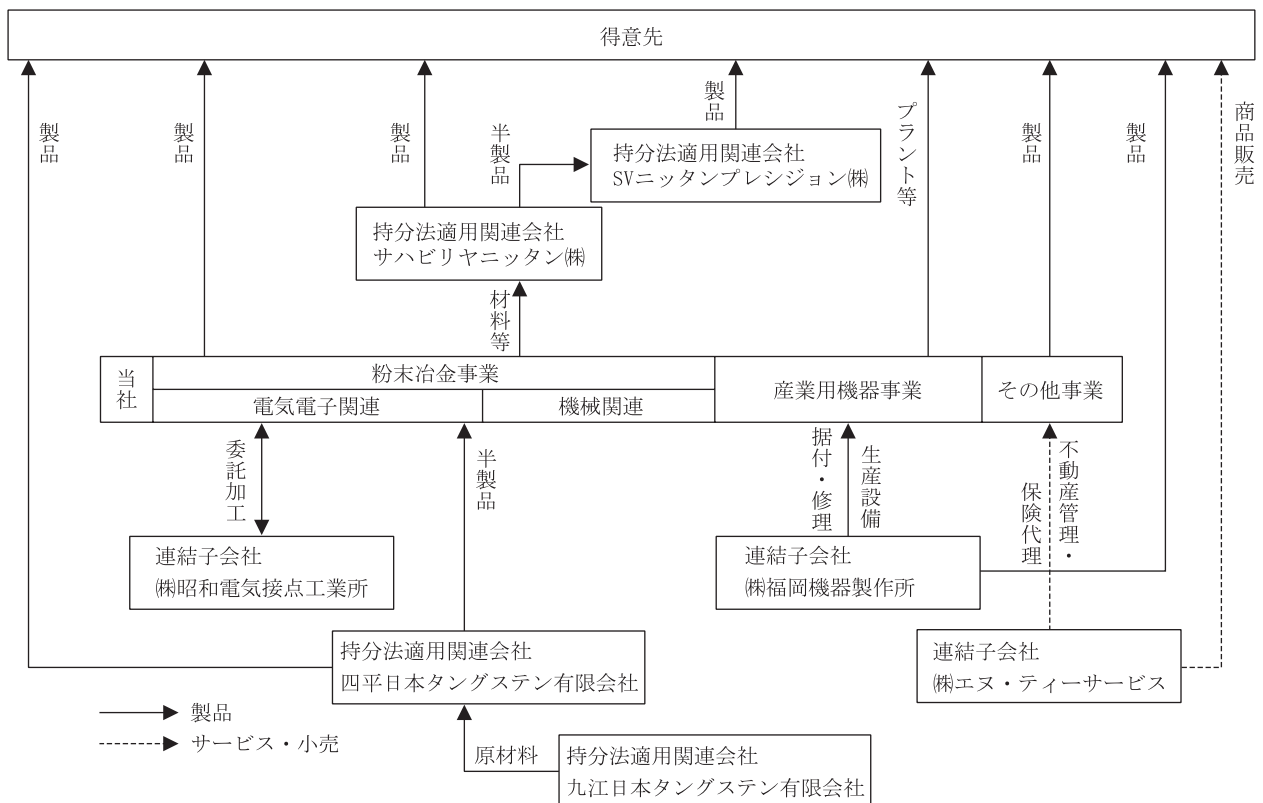 得意先
製品
製品
製品
半製品
製品
プラント等
製品
製品
商品販売
持分法適用関連会社
SVニッタンプレシジョン㈱
持分法適用関連会社
サハビリヤニッタン㈱
材料等
当社
粉末冶金事業
電気電子関連
機械関連
産業用機器事業
その他事業
委託加工
半製品
据付・修理
生産設備
不動産管理・
保険代理
連結子会社
㈱昭和電気接点工業所
連結子会社
㈱福岡機器製作所
持分法適用関連会社
四平日本タングステン有限会社
連結子会社
㈱エヌ・ティーサービス
製品
サービス・小売
原材料
持分法適用関連会社
九江日本タングステン有限会社